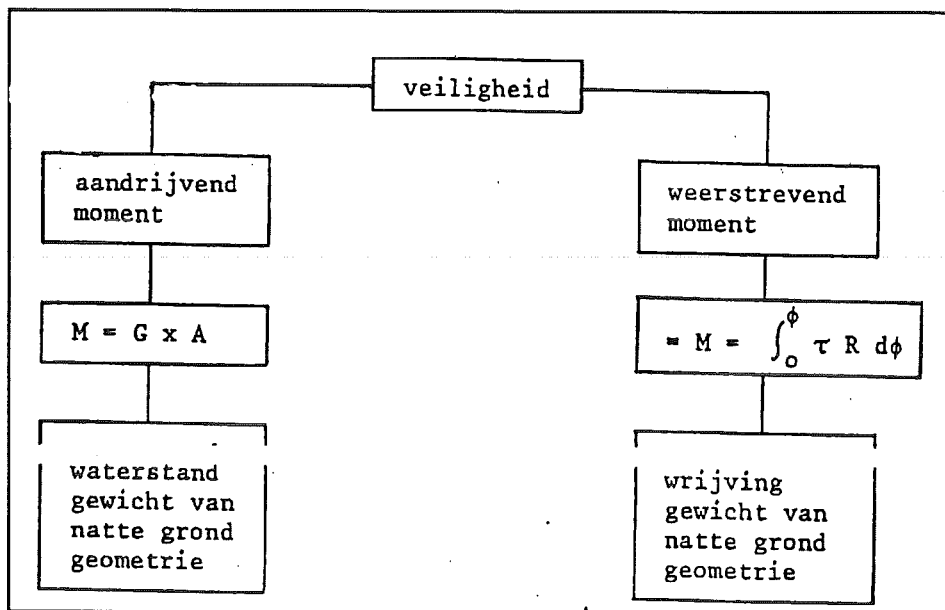 veiligheid
aandrijvend
moment
weerstrevend
moment
M = G x A
= M = ∫₀^ϕ τ R dϕ
waterstand
gewicht van
natte grond
geometrie
wrijving
gewicht van
natte grond
geometrie